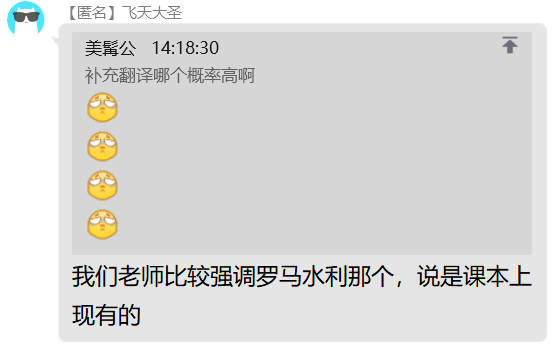 【匿名】飞天大圣
美髯公 14:18:30
补充翻译哪个概率高啊
我们老师比较强调罗马水利那个，说是课本上
现有的